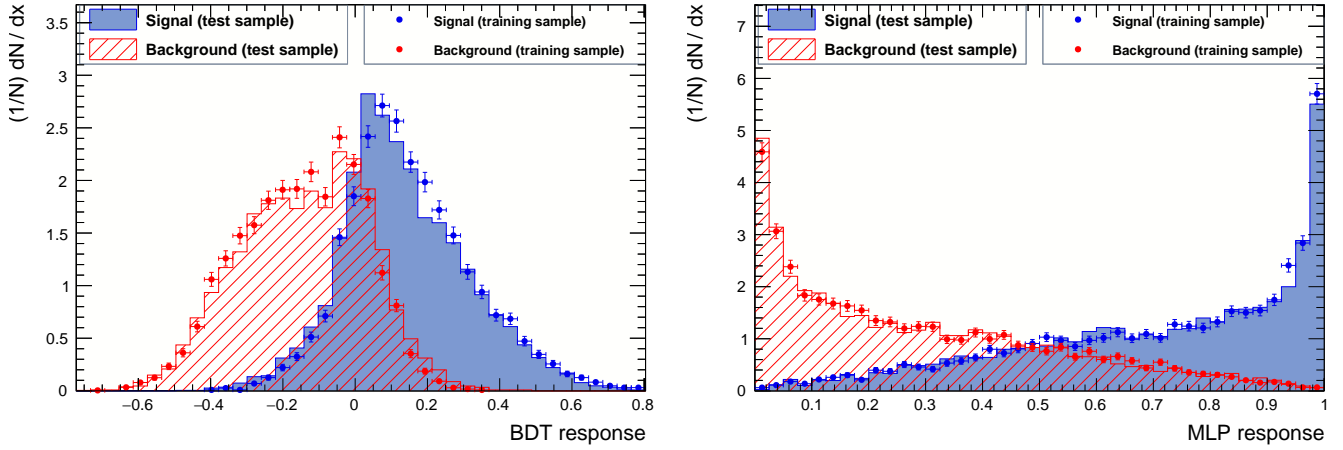 Signal (test sample)
Background (test sample)
Signal (training sample)
Background (training sample)
(1/N) dN / dx
3.5
3
2.5
2
1.5
1
0.5
0
−0.6 −0.4 −0.2 0 0.2 0.4 0.6 0.8
BDT response
Signal (test sample)
Background (test sample)
Signal (training sample)
Background (training sample)
(1/N) dN / dx
7
6
5
4
3
2
1
0
0.1 0.2 0.3 0.4 0.5 0.6 0.7 0.8 0.9 1
MLP response